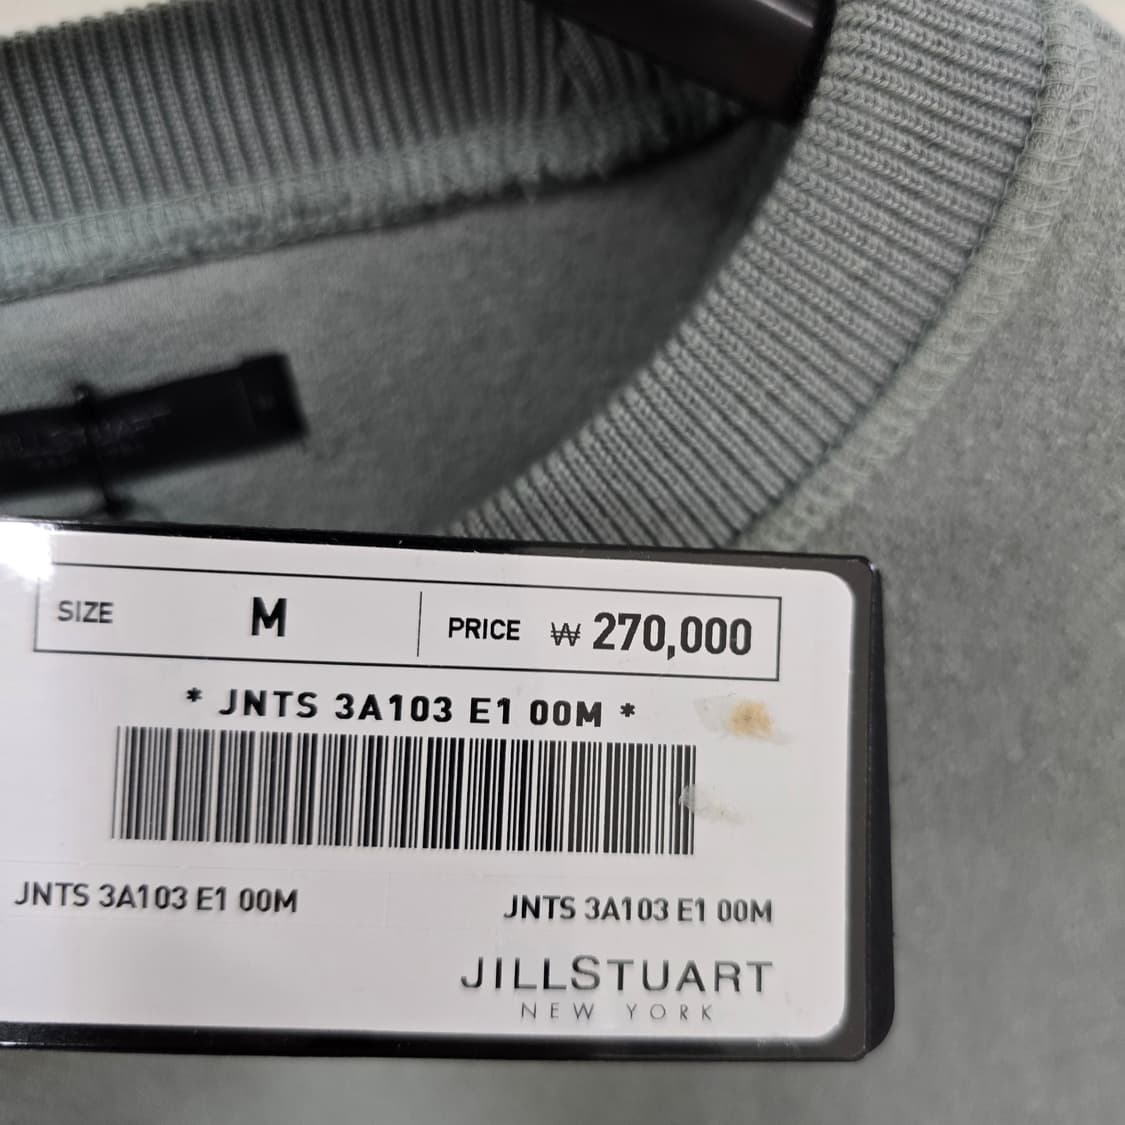 SIZE M PRICE ₩ 270,000
* JNTS 3A103 E1 00M *
JNTS 3A103 E1 00M JNTS 3A103 E1 00M
JILLSTUART
NEW YORK